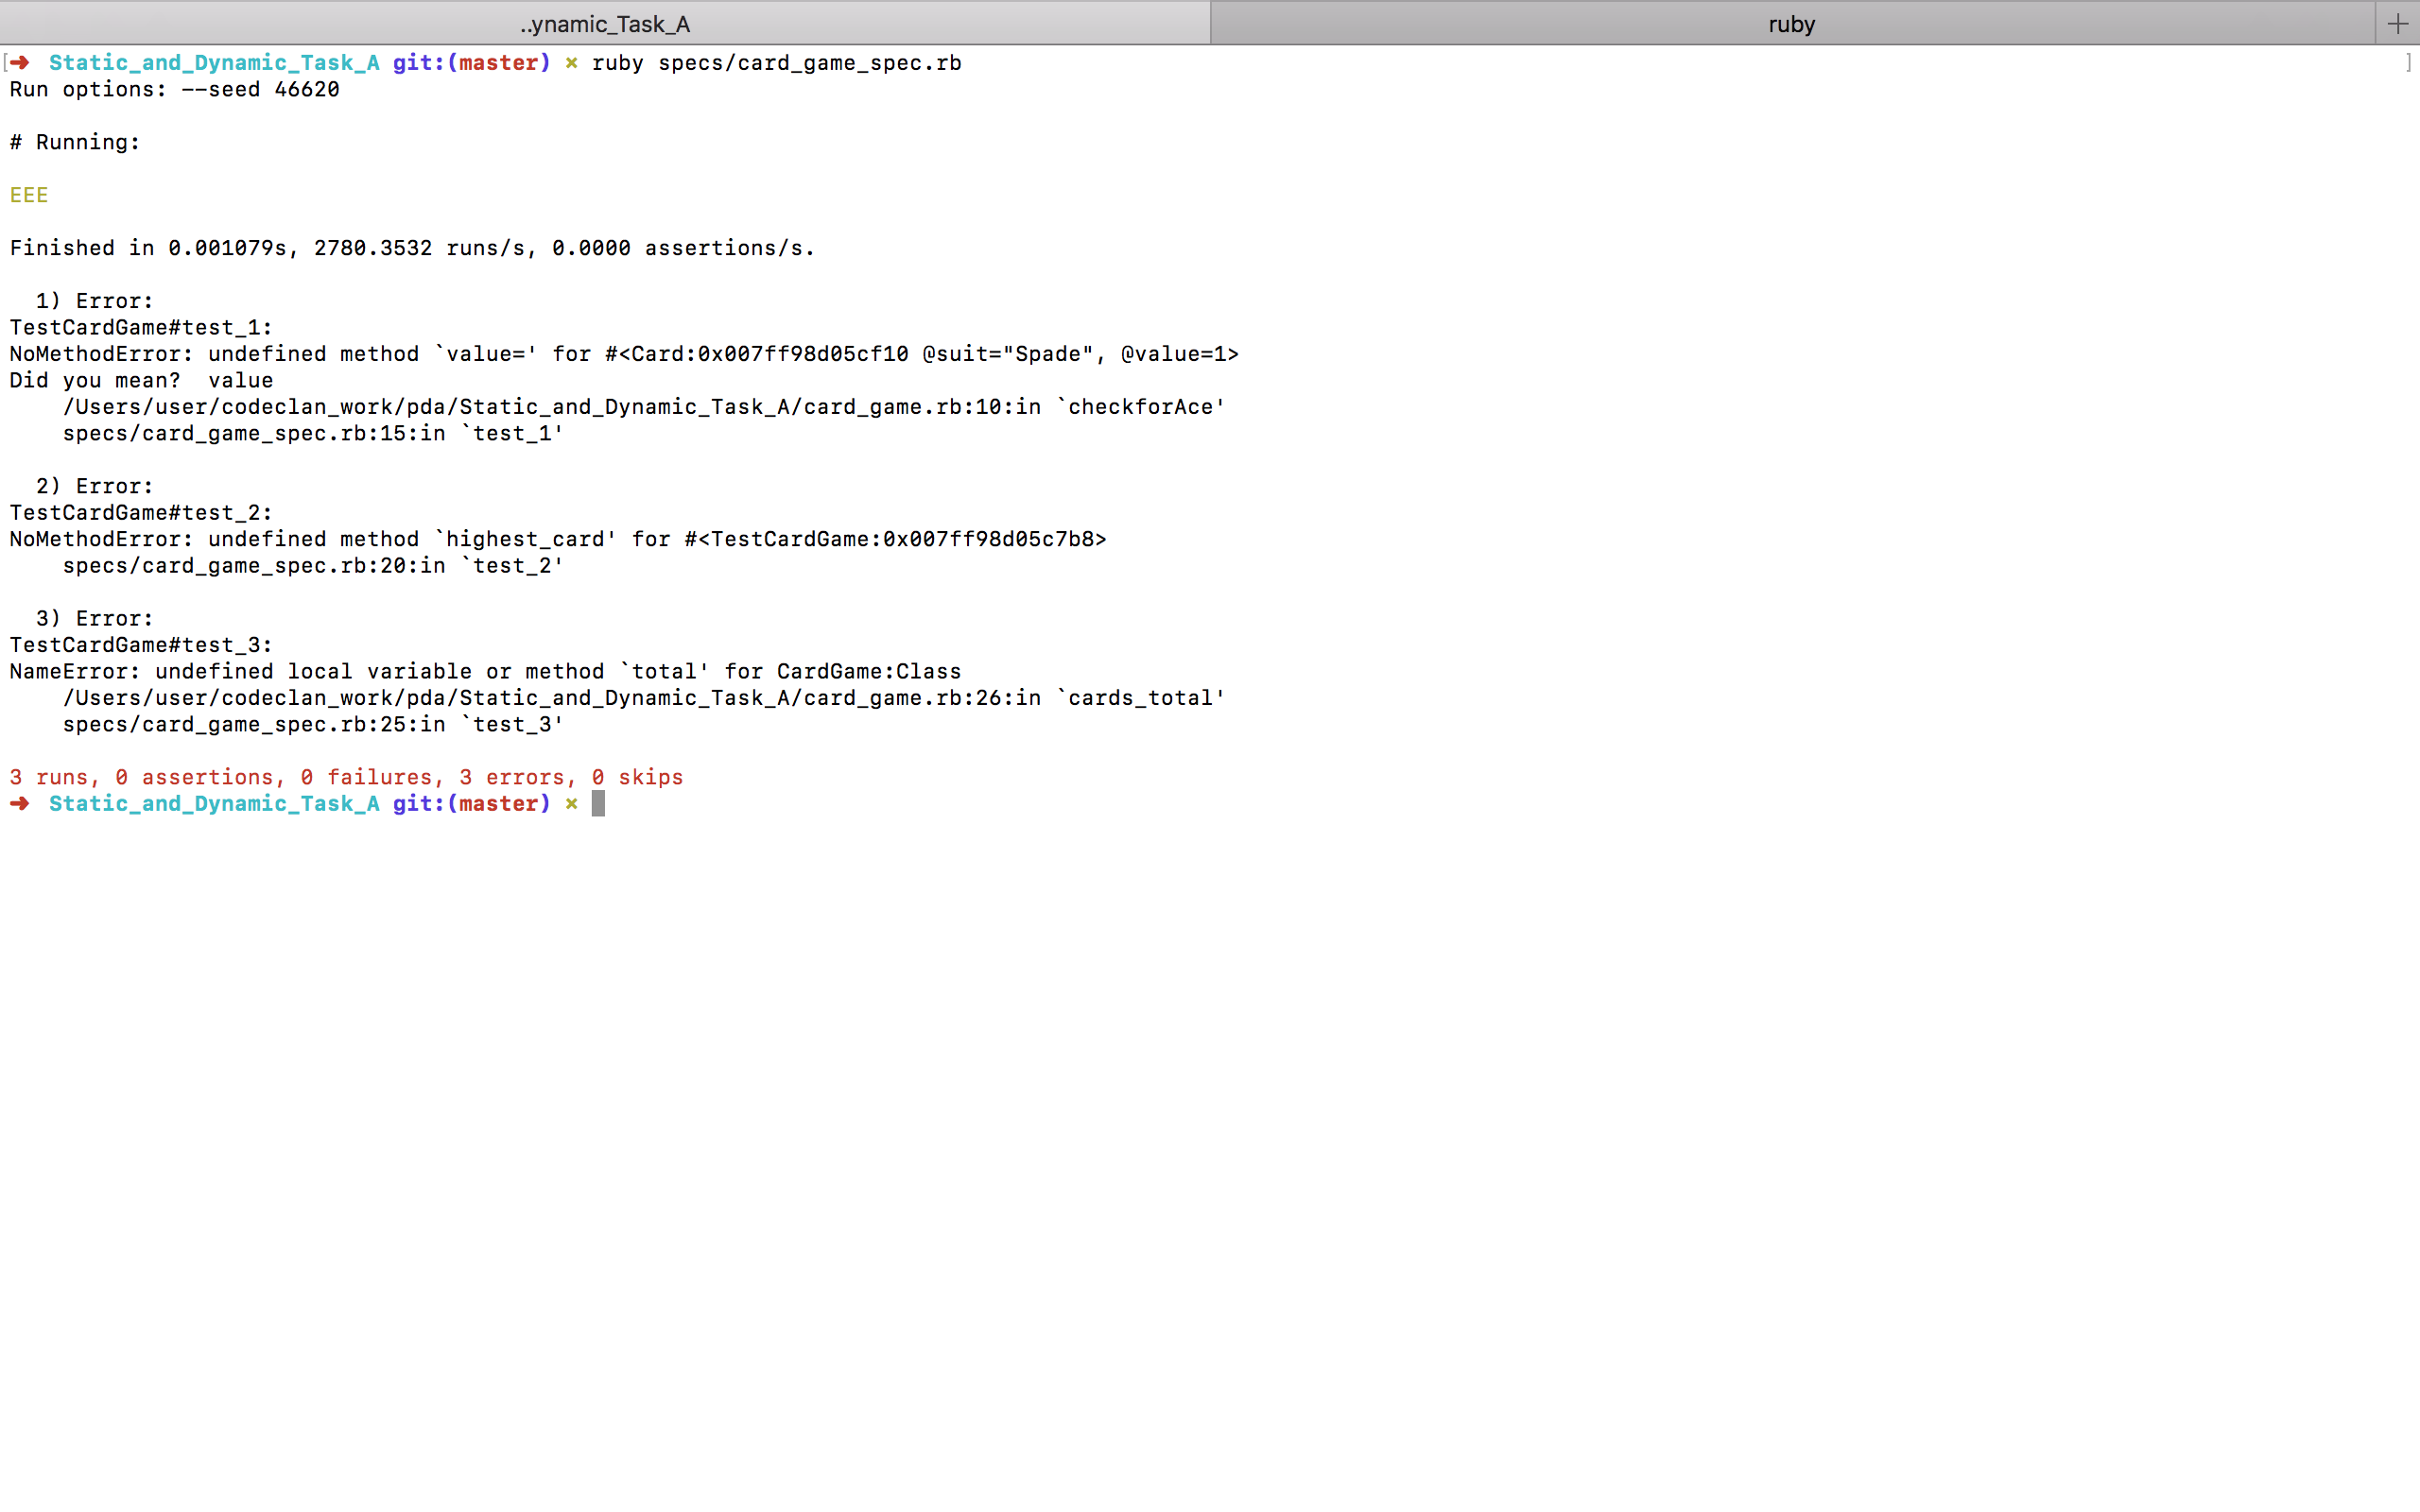 ..ynamic_Task_A
ruby
+
[➜  Static_and_Dynamic_Task_A git:(master) × ruby specs/card_game_spec.rb ]
Run options: --seed 46620
# Running:
EEE
Finished in 0.001079s, 2780.3532 runs/s, 0.0000 assertions/s.
  1) Error:
TestCardGame#test_1:
NoMethodError: undefined method `value=' for #<Card:0x007ff98d05cf10 @suit="Spade", @value=1>
Did you mean?  value
    /Users/user/codeclan_work/pda/Static_and_Dynamic_Task_A/card_game.rb:10:in `checkforAce'
    specs/card_game_spec.rb:15:in `test_1'
  2) Error:
TestCardGame#test_2:
NoMethodError: undefined method `highest_card' for #<TestCardGame:0x007ff98d05c7b8>
    specs/card_game_spec.rb:20:in `test_2'
  3) Error:
TestCardGame#test_3:
NameError: undefined local variable or method `total' for CardGame:Class
    /Users/user/codeclan_work/pda/Static_and_Dynamic_Task_A/card_game.rb:26:in `cards_total'
    specs/card_game_spec.rb:25:in `test_3'
3 runs, 0 assertions, 0 failures, 3 errors, 0 skips
➜  Static_and_Dynamic_Task_A git:(master) ×